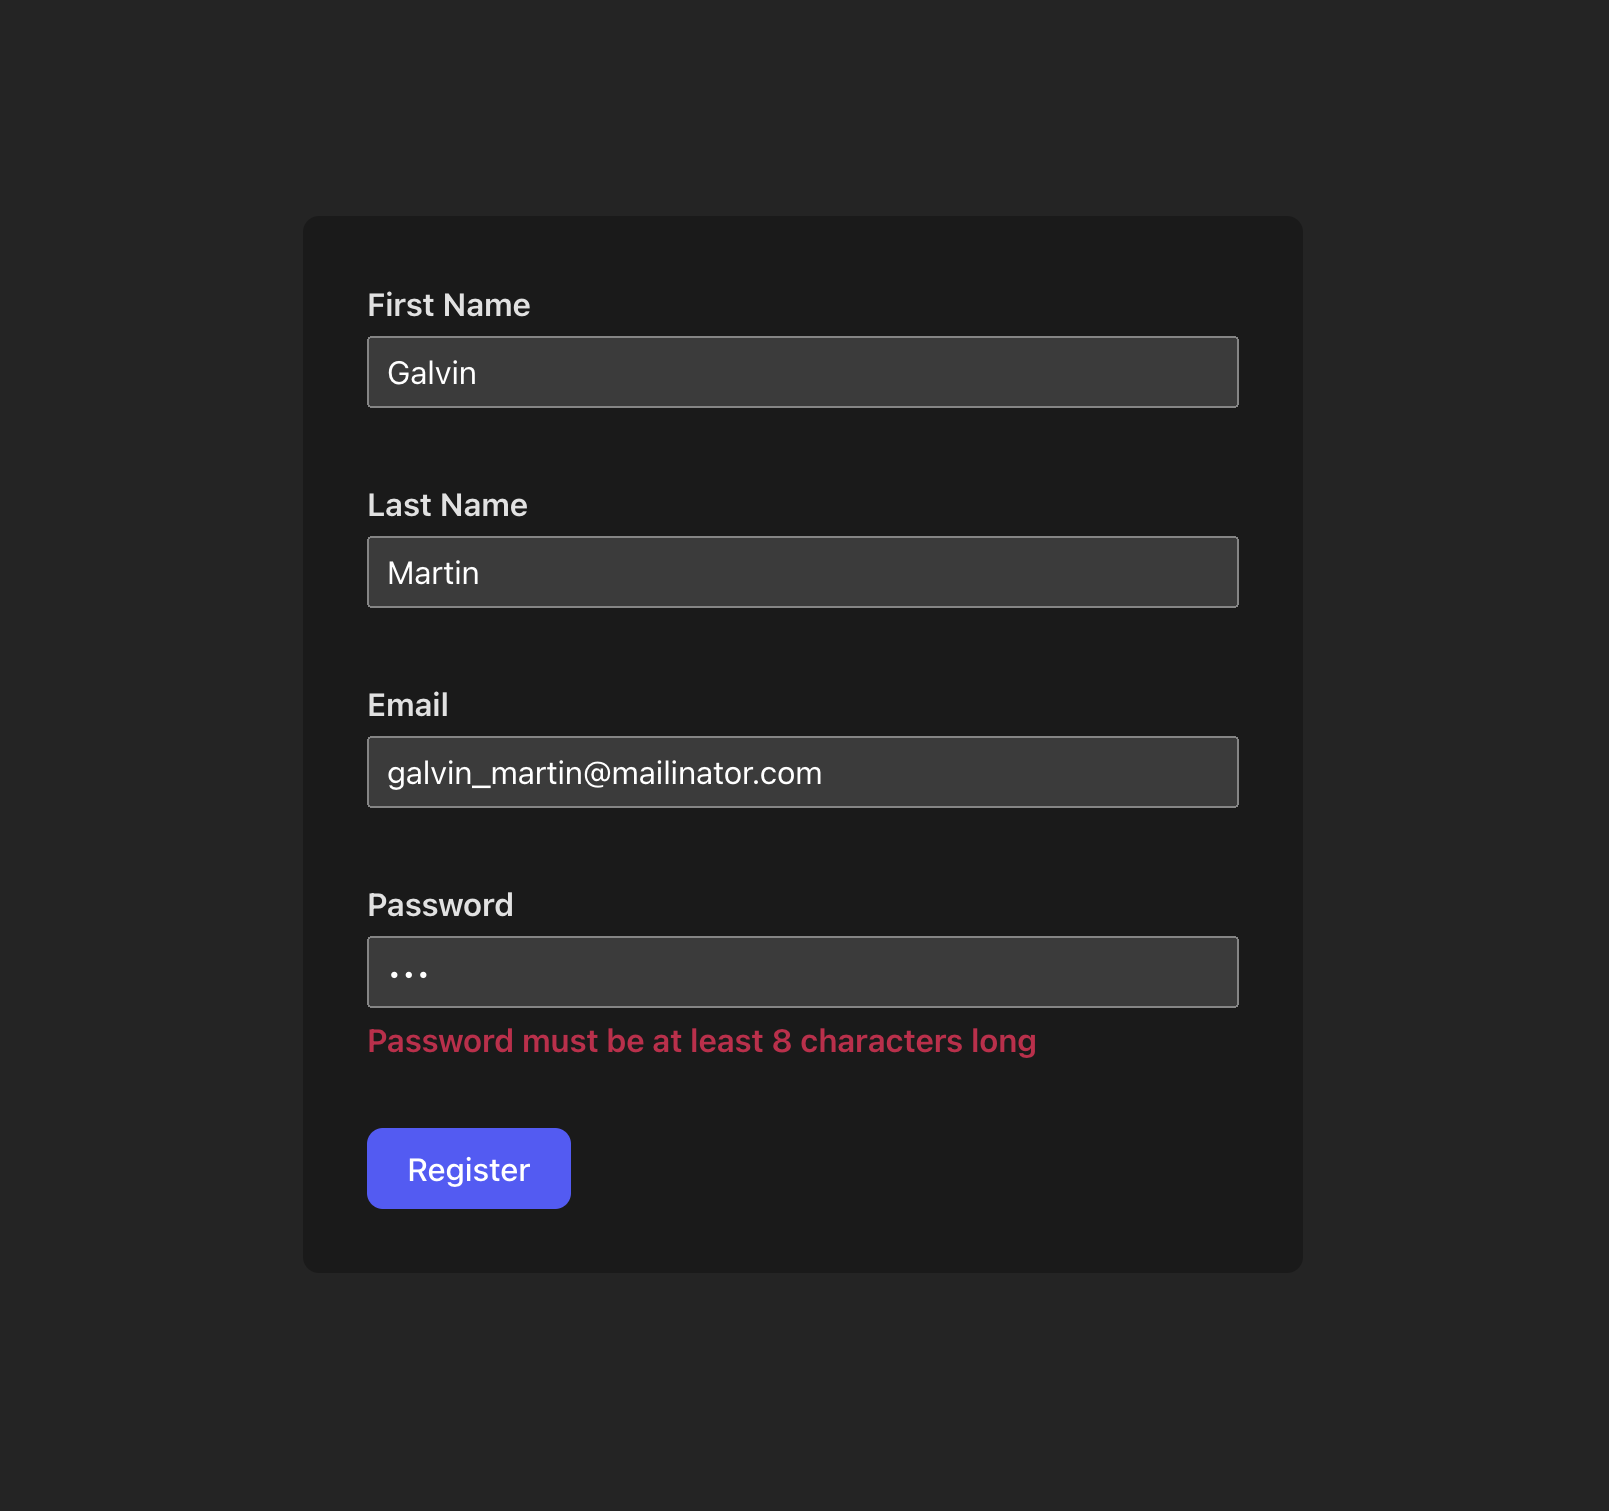 First Name
Galvin
Last Name
Martin
Email
galvin_martin@mailinator.com
Password
•••
Password must be at least 8 characters long
Register